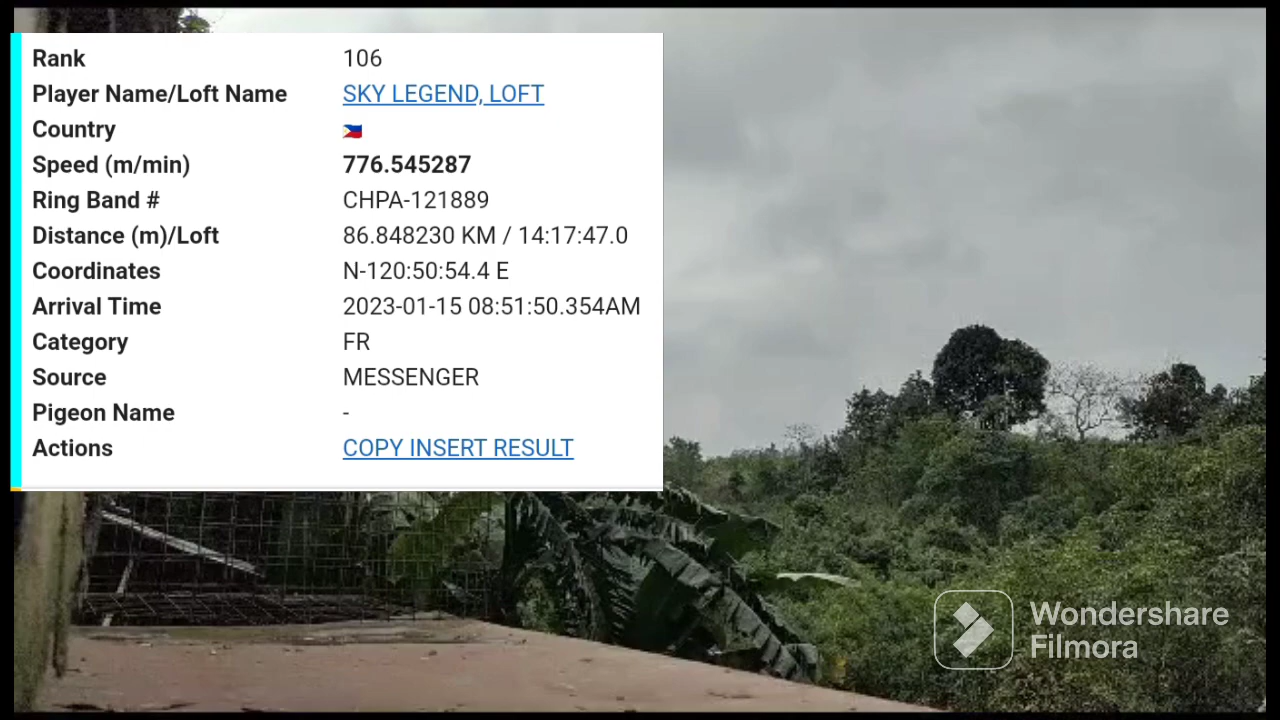 Rank 106
Player Name/Loft Name SKY LEGEND, LOFT
Country
Speed (m/min) 776.545287
Ring Band # CHPA-121889
Distance (m)/Loft 86.848230 KM / 14:17:47.0
Coordinates N-120:50:54.4 E
Arrival Time 2023-01-15 08:51:50.354AM
Category FR
Source MESSENGER
Pigeon Name -
Actions COPY INSERT RESULT
Wondershare
Filmora